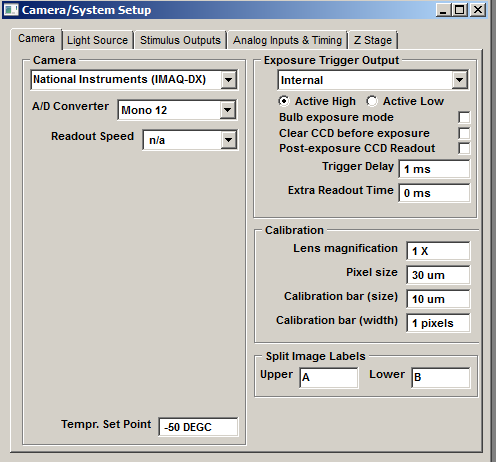 Camera/System Setup
Camera Light Source Stimulus Outputs Analog Inputs & Timing Z Stage
Camera
National Instruments (IMAQ-DX)
A/D Converter Mono 12
Readout Speed n/a
Tempr. Set Point -50 DEGC
Exposure Trigger Output
Internal
Active High Active Low
Bulb exposure mode
Clear CCD before exposure
Post-exposure CCD Readout
Trigger Delay 1 ms
Extra Readout Time 0 ms
Calibration
Lens magnification 1 X
Pixel size 30 um
Calibration bar (size) 10 um
Calibration bar (width) 1 pixels
Split Image Labels
Upper A Lower B